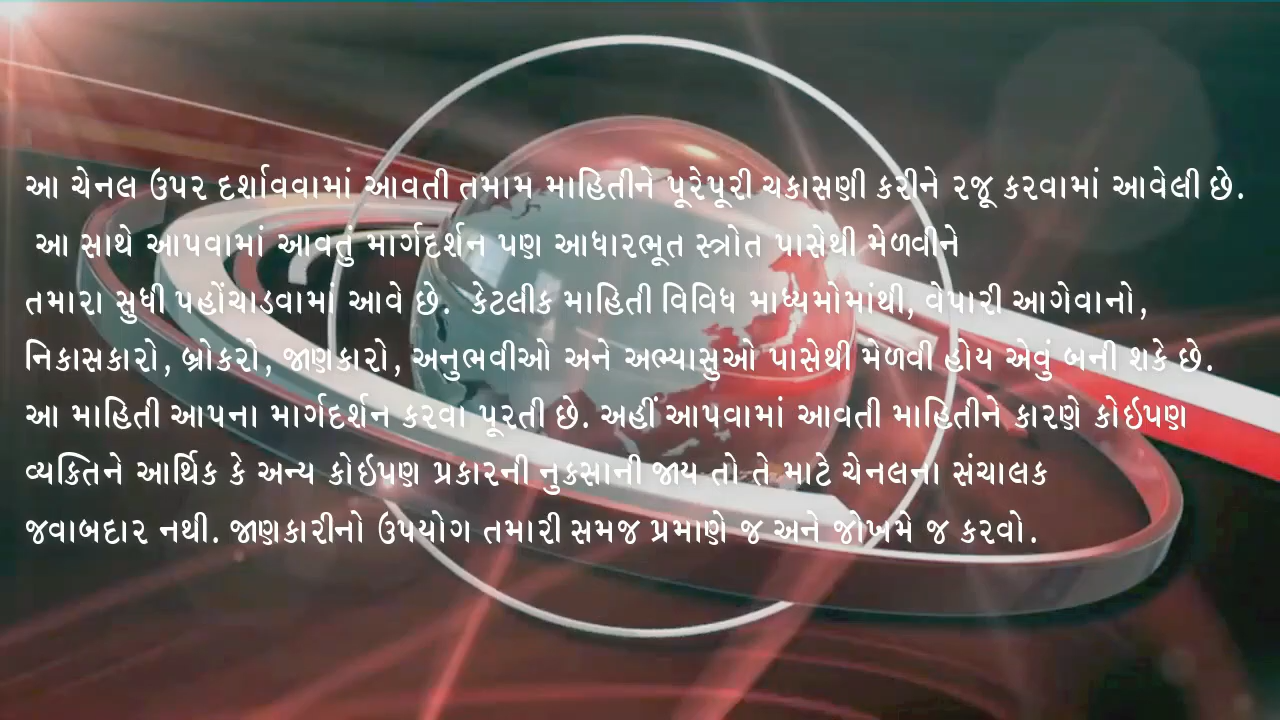 આ ચેનલ ઉપર દર્શાવવામાં આવતી તમામ માહિતીને પૂરેપૂરી ચકાસણી કરીને રજૂ કરવામાં આવેલી છે.
આ સાથે આપવામાં આવતું માર્ગદર્શન પણ આધારભૂત સ્ત્રોત પાસેથી મેળવીને
તમારા સુધી પહોંચાડવામાં આવે છે. કેટલીક માહિતી વિવિધ માધ્યમોમાંથી, વેપારી આગેવાનો,
નિકાસકારો, બ્રોકરો, જાણકારો, અનુભવીઓ અને અભ્યાસુઓ પાસેથી મેળવી હોય એવું બની શકે છે.
આ માહિતી આપના માર્ગદર્શન કરવા પૂરતી છે. અહીં આપવામાં આવતી માહિતીને કારણે કોઇપણ
વ્યકિતને આર્થિક કે અન્ય કોઇપણ પ્રકારની નુકસાની જાય તો તે માટે ચેનલના સંચાલક
જવાબદાર નથી. જાણકારીનો ઉપયોગ તમારી સમજ પ્રમાણે જ અને જોખમે જ કરવો.